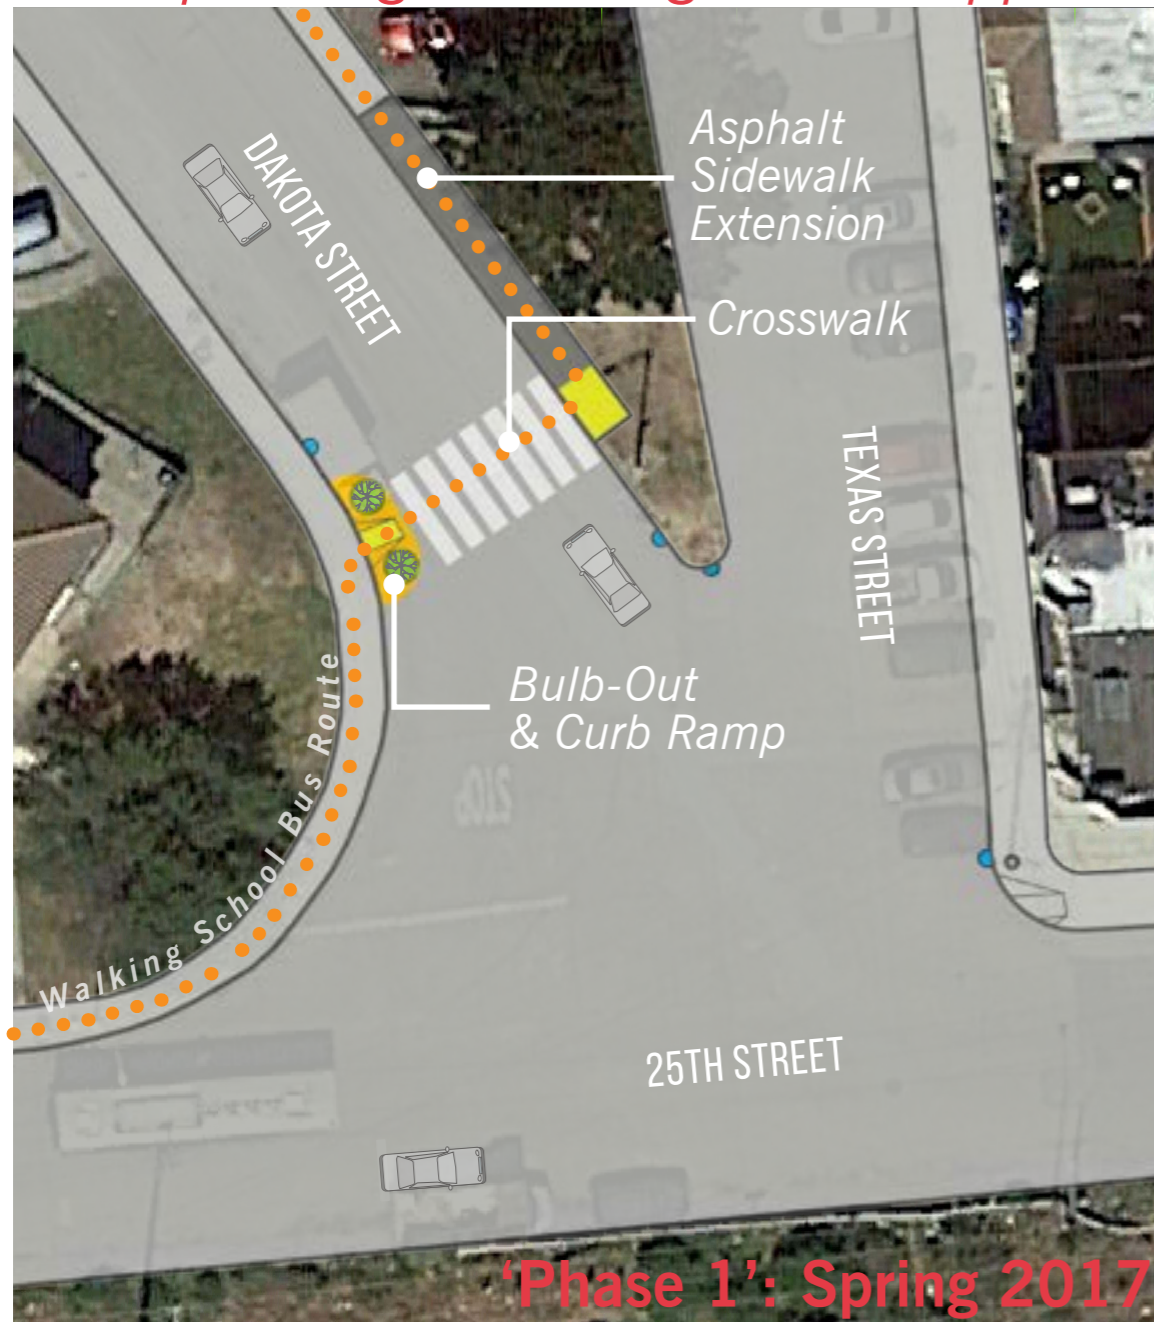 Asphalt
Sidewalk
Extension
DAKOTA STREET
Crosswalk
TEXAS STREET
Bulb-Out
& Curb Ramp
Walking School Bus Route
25TH STREET
‘Phase 1’: Spring 2017